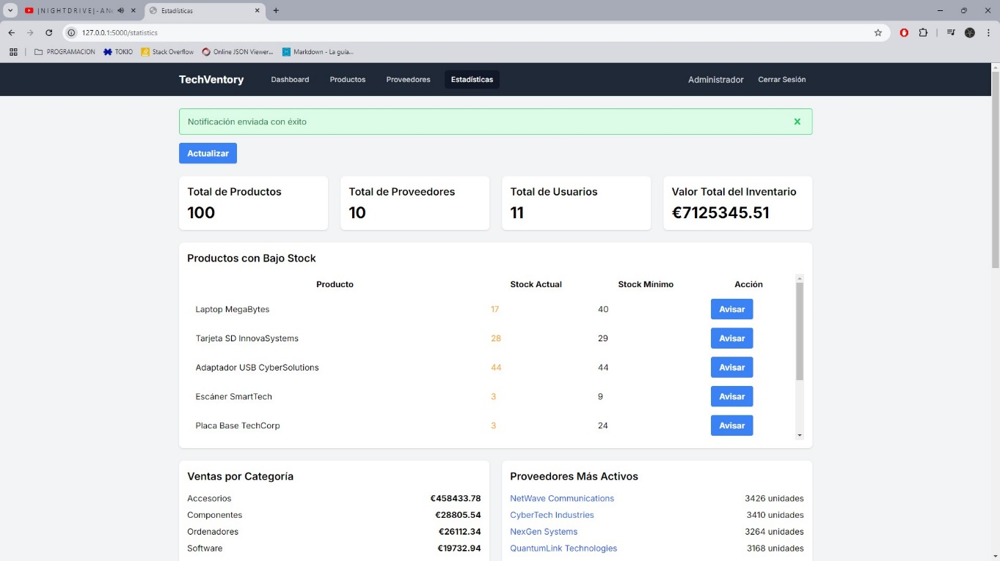 |NIGHTDRIVE|-AN
Estadísticas
127.0.0.1:5000/statistics
PROGRAMACION TOKIO Stack Overflow Online JSON Viewer... Markdown - La guía...
TechVentory Dashboard Productos Proveedores Estadísticas Administrador Cerrar Sesión
Notificación enviada con éxito
Actualizar
Total de Productos Total de Proveedores Total de Usuarios Valor Total del Inventario
100 10 11 €7125345.51
Productos con Bajo Stock
Producto Stock Actual Stock Mínimo Acción
Laptop MegaBytes 17 40 Avisar
Tarjeta SD InnovaSystems 28 29 Avisar
Adaptador USB CyberSolutions 44 44 Avisar
Escáner SmartTech 3 9 Avisar
Placa Base TechCorp 3 24 Avisar
Ventas por Categoría
Accesorios €458433.78
Componentes €28805.54
Ordenadores €26112.34
Software €19732.94
Proveedores Más Activos
NetWave Communications 3426 unidades
CyberTech Industries 3410 unidades
NexGen Systems 3264 unidades
QuantumLink Technologies 3168 unidades